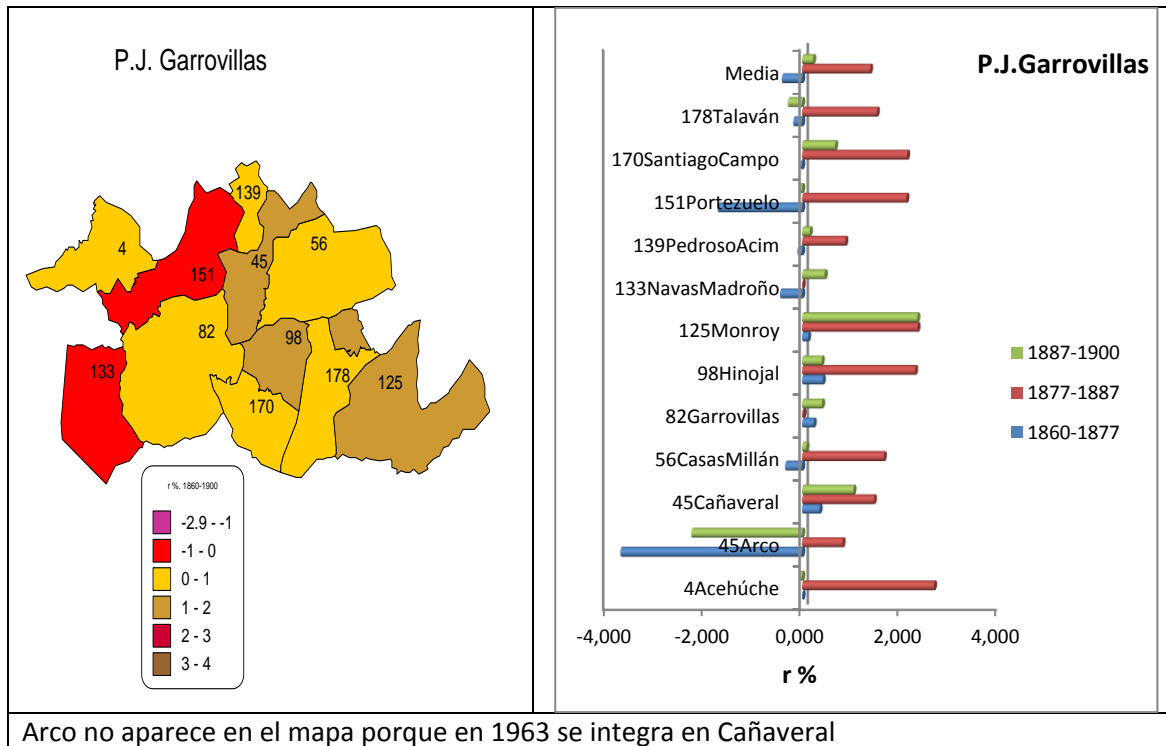 P.J. Garrovillas
139
4
56
45
151
82
98
133
178
125
170
r %. 1860-1900
-2.9 - -1
-1 - 0
0 - 1
1 - 2
2 - 3
3 - 4
P.J.Garrovillas
Media
178Talaván
170SantiagoCampo
151Portezuelo
139PedrosoAcim
133NavasMadroño
125Monroy
98Hinojal
82Garrovillas
56CasasMillán
45Cañaveral
45Arco
4Acehúche
1887-1900
1877-1887
1860-1877
-4,000 -2,000 0,000 2,000 4,000
r %
Arco no aparece en el mapa porque en 1963 se integra en Cañaveral